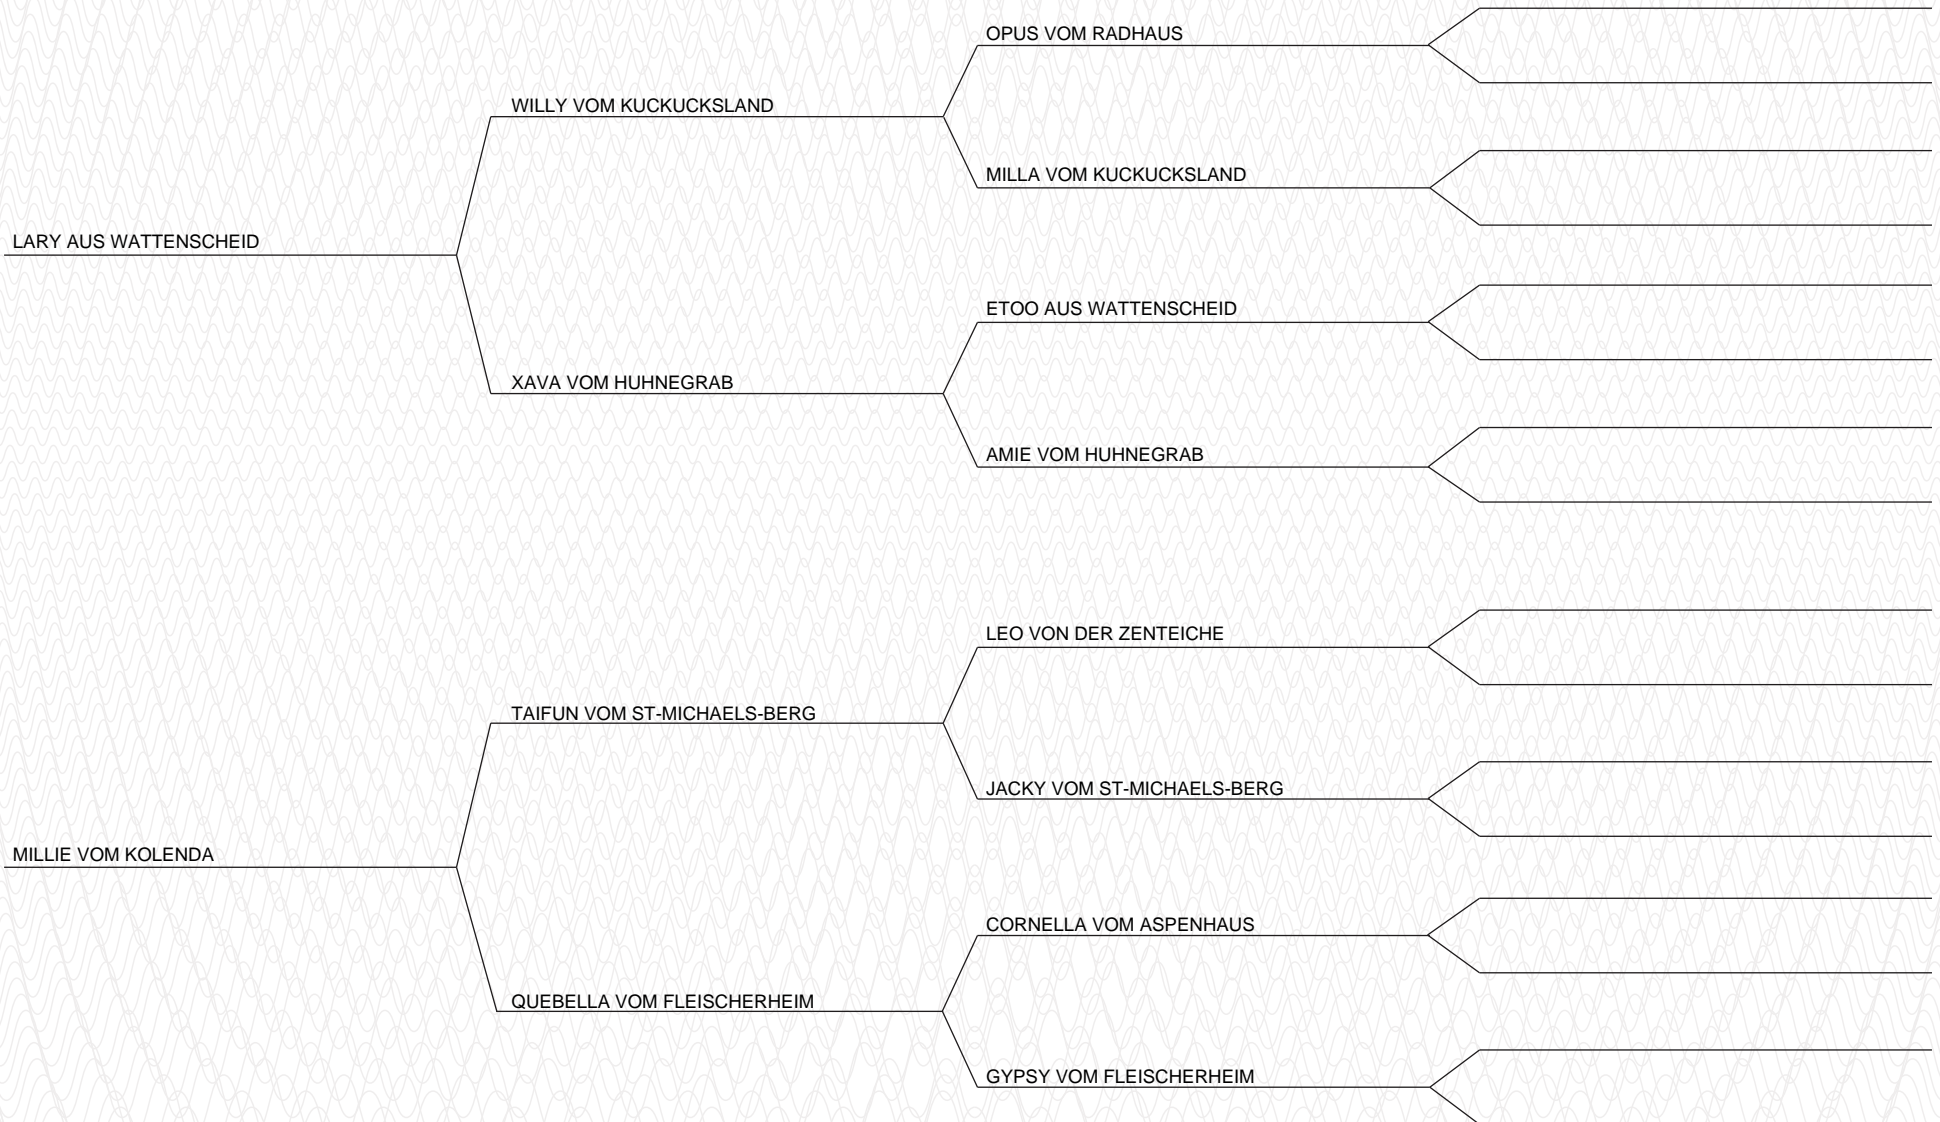 OPUS VOM RADHAUS
WILLY VOM KUCKUCKSLAND
MILLA VOM KUCKUCKSLAND
LARY AUS WATTENSCHEID
ETOO AUS WATTENSCHEID
XAVA VOM HUHNEGRAB
AMIE VOM HUHNEGRAB
LEO VON DER ZENTEICHE
TAIFUN VOM ST-MICHAELS-BERG
JACKY VOM ST-MICHAELS-BERG
MILLIE VOM KOLENDA
CORNELLA VOM ASPENHAUS
QUEBELLA VOM FLEISCHERHEIM
GYPSY VOM FLEISCHERHEIM